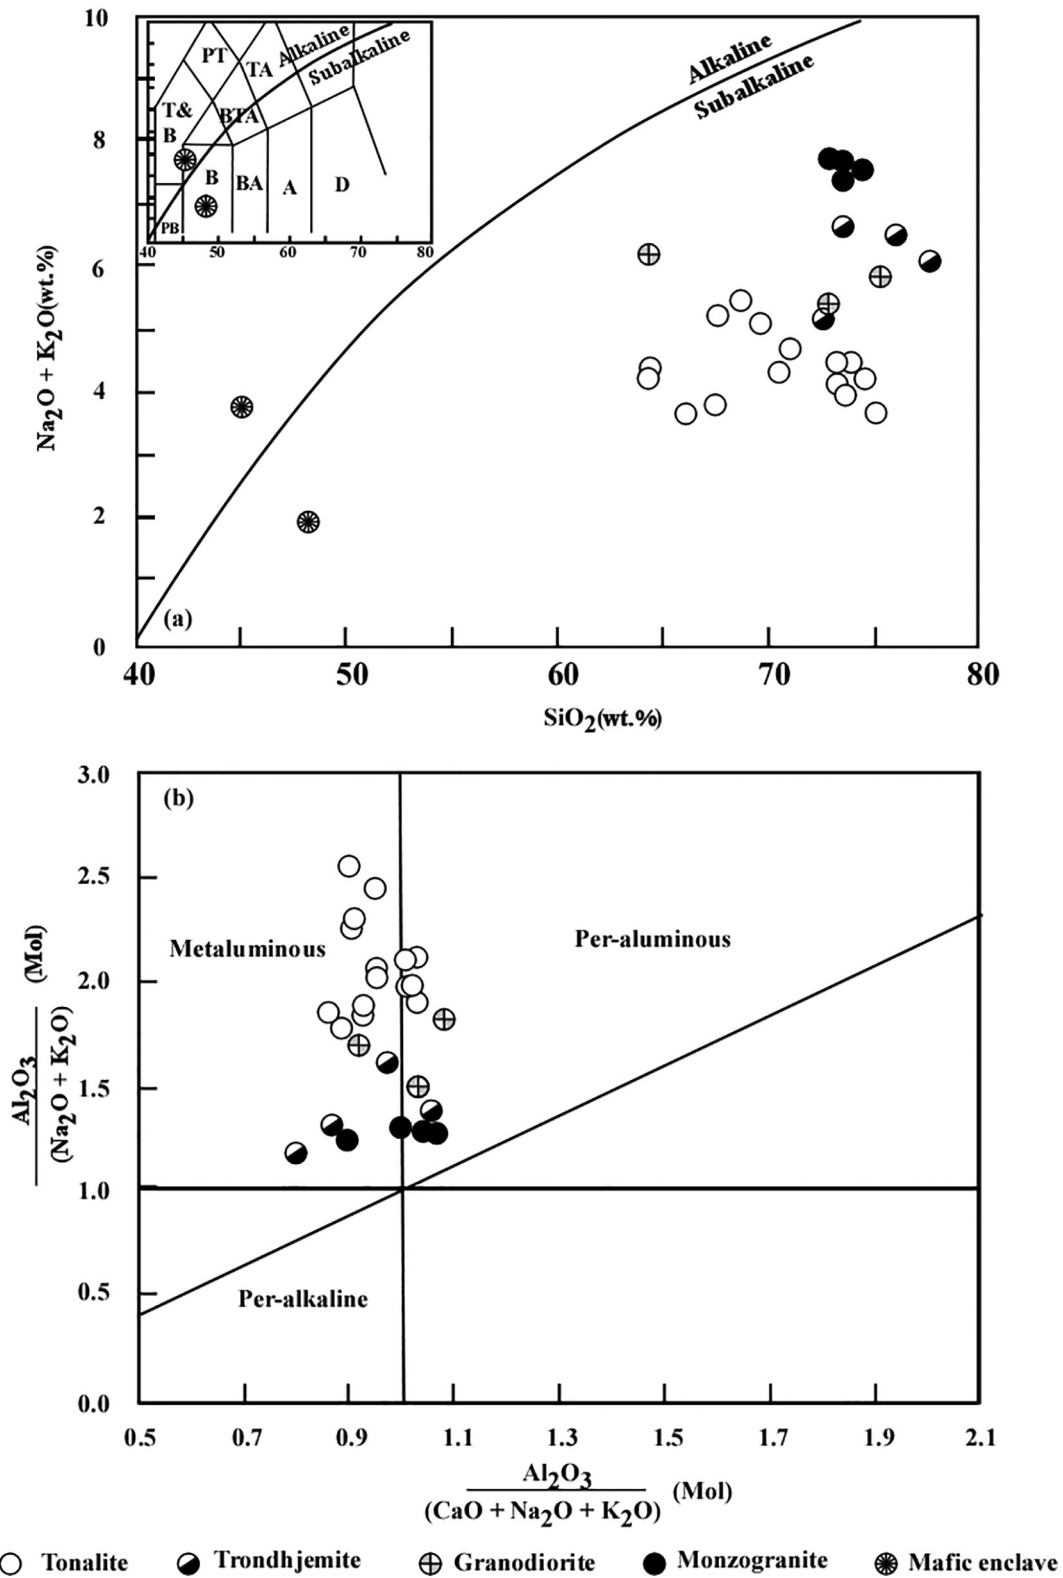 10
8
6
4
2
0
Na2O + K2O(wt.%)
PT
TA
Alkaline
Subalkaline
T&
B
BTA
B
BA
A
D
PB
40 50 60 70 80
Alkaline
Subalkaline
(a)
40 50 60 70 80
SiO2(wt.%)
3.0
2.5
2.0
1.5
1.0
0.5
0.0
(b)
Metaluminous
Per-aluminous
Per-alkaline
Al2O3 (Mol)
(Na2O + K2O)
0.5 0.7 0.9 1.1 1.3 1.5 1.7 1.9 2.1
Al2O3
(CaO + Na2O + K2O) (Mol)
Tonalite Trondhjemite Granodiorite Monzogranite Mafic enclave